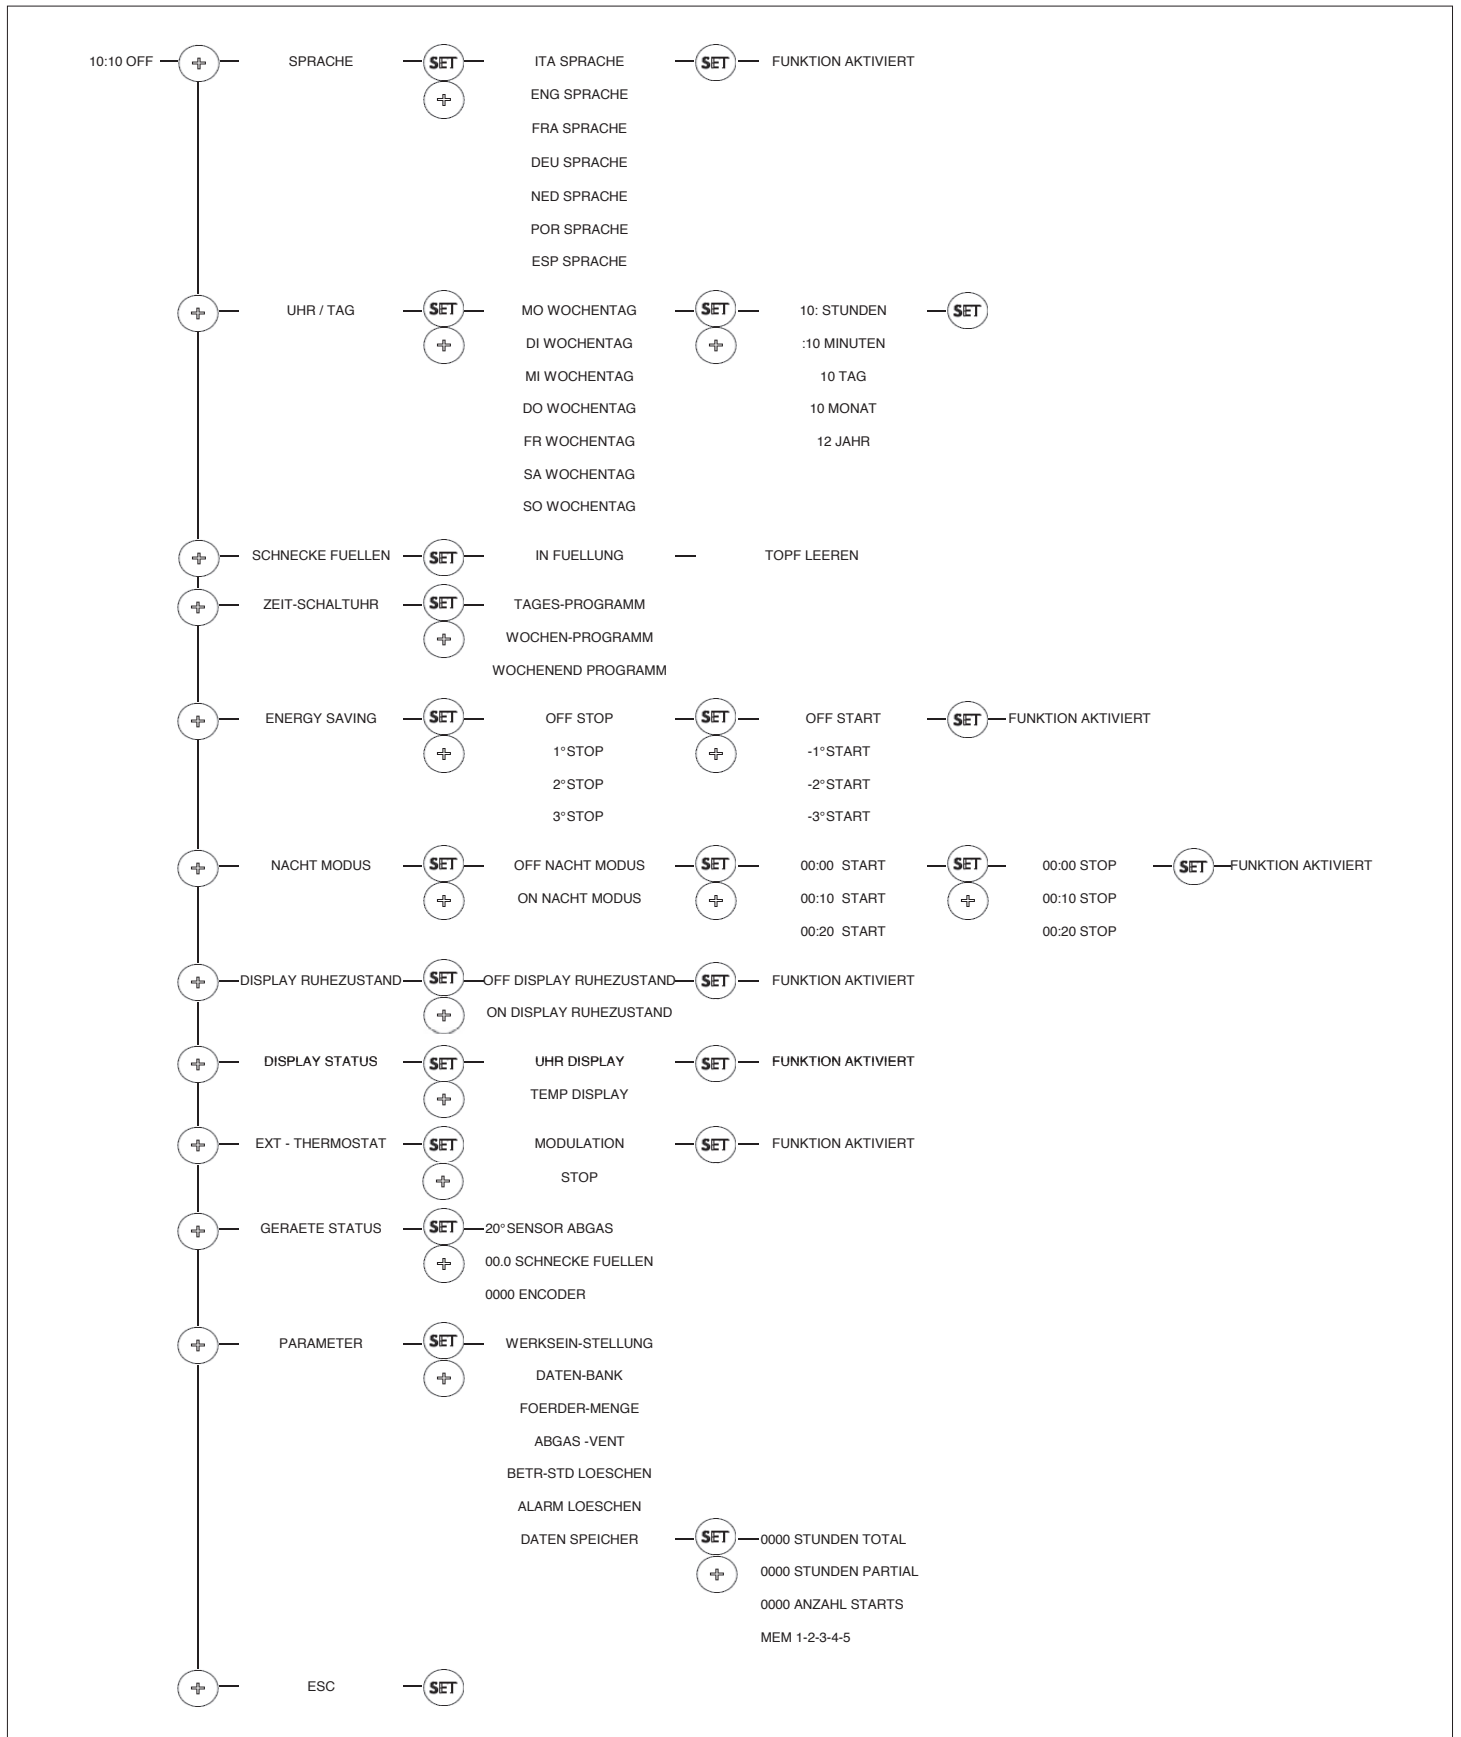 10:10 OFF SPRACHE SET ITA SPRACHE SET FUNKTION AKTIVIERT
ENG SPRACHE
FRA SPRACHE
DEU SPRACHE
NED SPRACHE
POR SPRACHE
ESP SPRACHE
UHR / TAG SET MO WOCHENTAG SET 10: STUNDEN SET
DI WOCHENTAG :10 MINUTEN
MI WOCHENTAG 10 TAG
DO WOCHENTAG 10 MONAT
FR WOCHENTAG 12 JAHR
SA WOCHENTAG
SO WOCHENTAG
SCHNECKE FUELLEN SET IN FUELLUNG TOPF LEEREN
ZEIT-SCHALTUHR SET TAGES-PROGRAMM
WOCHEN-PROGRAMM
WOCHENEND PROGRAMM
ENERGY SAVING SET OFF STOP SET OFF START SET FUNKTION AKTIVIERT
1°STOP -1°START
2°STOP -2°START
3°STOP -3°START
NACHT MODUS SET OFF NACHT MODUS SET 00:00 START SET 00:00 STOP SET FUNKTION AKTIVIERT
ON NACHT MODUS 00:10 START 00:10 STOP
00:20 START 00:20 STOP
DISPLAY RUHEZUSTAND SET OFF DISPLAY RUHEZUSTAND SET FUNKTION AKTIVIERT
ON DISPLAY RUHEZUSTAND
DISPLAY STATUS SET UHR DISPLAY SET FUNKTION AKTIVIERT
TEMP DISPLAY
EXT - THERMOSTAT SET MODULATION SET FUNKTION AKTIVIERT
STOP
GERAETE STATUS SET 20°SENSOR ABGAS
00.0 SCHNECKE FUELLEN
0000 ENCODER
PARAMETER SET WERKSEIN-STELLUNG
DATEN-BANK
FOERDER-MENGE
ABGAS -VENT
BETR-STD LOESCHEN
ALARM LOESCHEN
DATEN SPEICHER SET 0000 STUNDEN TOTAL
0000 STUNDEN PARTIAL
0000 ANZAHL STARTS
MEM 1-2-3-4-5
ESC SET